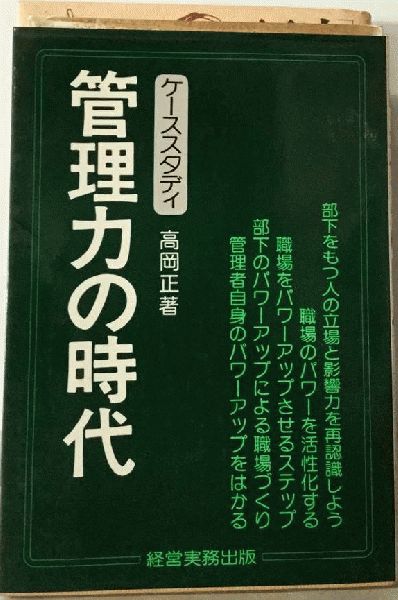 部下をもつ人の立場と影響力を再認識しよう
職場のパワーを活性化する
職場をパワーアップさせるステップ
部下のパワーアップによる職場づくり
管理者自身のパワーアップをはかる
ケーススタディ
高岡正著
管理力の時代
経営実務出版